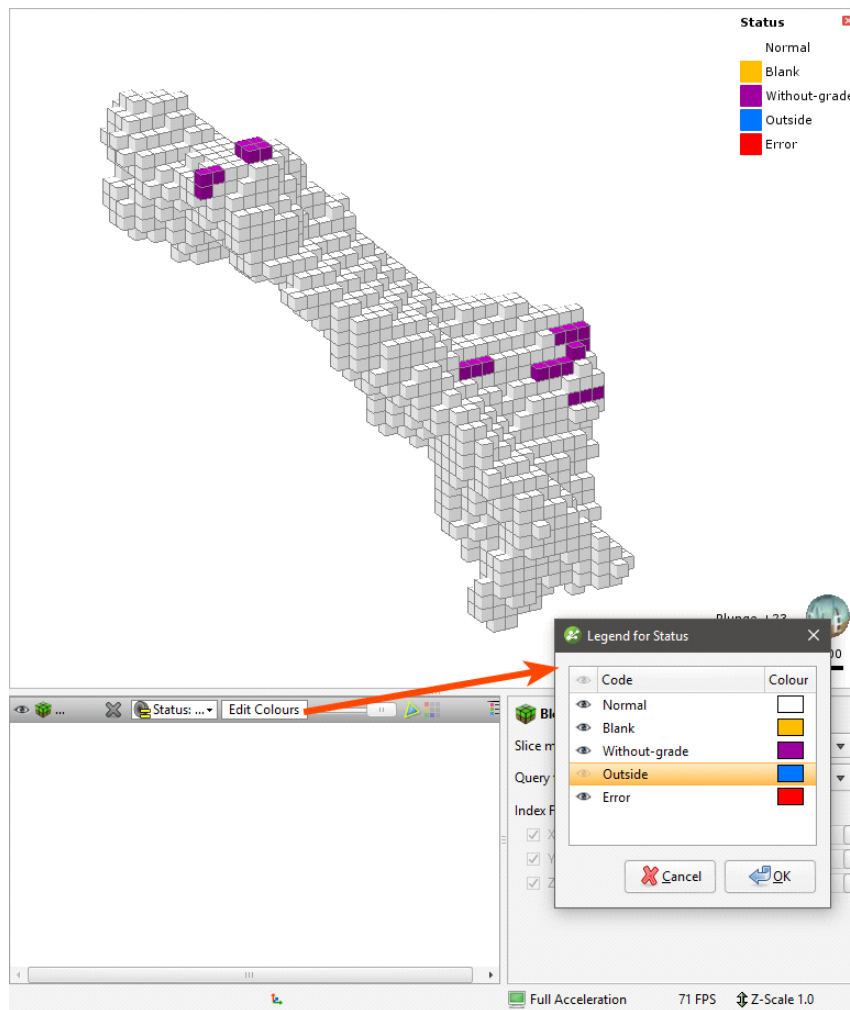 Status
Normal
Blank
Without-grade
Outside
Error
Legend for Status
Code Colour
Normal
Blank
Without-grade
Outside
Error
Cancel OK
... Status: ... Edit Colours
Slice
Query
Index
X
Y
Z
Full Acceleration 71 FPS Z-Scale 1.0